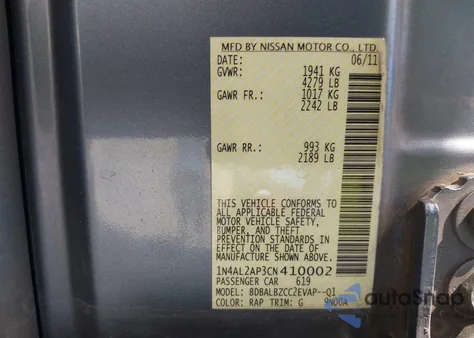 MFD BY NISSAN MOTOR CO., LTD.
DATE: 06/11
GVWR: 1941 KG
4279 LB
GAWR FR.: 1017 KG
2242 LB
GAWR RR.: 993 KG
2189 LB
THIS VEHICLE CONFORMS TO
ALL APPLICABLE FEDERAL
MOTOR VEHICLE SAFETY,
BUMPER, AND THEFT
PREVENTION STANDARDS IN
EFFECT ON THE DATE OF
MANUFACTURE SHOWN ABOVE.
1N4AL2AP3CN410002
PASSENGER CAR 619
MODEL: BDBALBZCC2EVAP--Q1
COLOR: RAP TRIM: G 9N00A
autoSnap